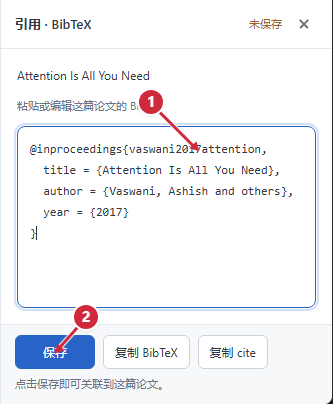 引用 · BibTeX 未保存 ×
Attention Is All You Need
1
粘贴或编辑这篇论文的
@inproceedings{vaswani2017attention,
title = {Attention Is All You Need},
author = {Vaswani, Ashish and others},
year = {2017}
}
2
保存 复制 BibTeX 复制 cite
点击保存即可关联到这篇论文。